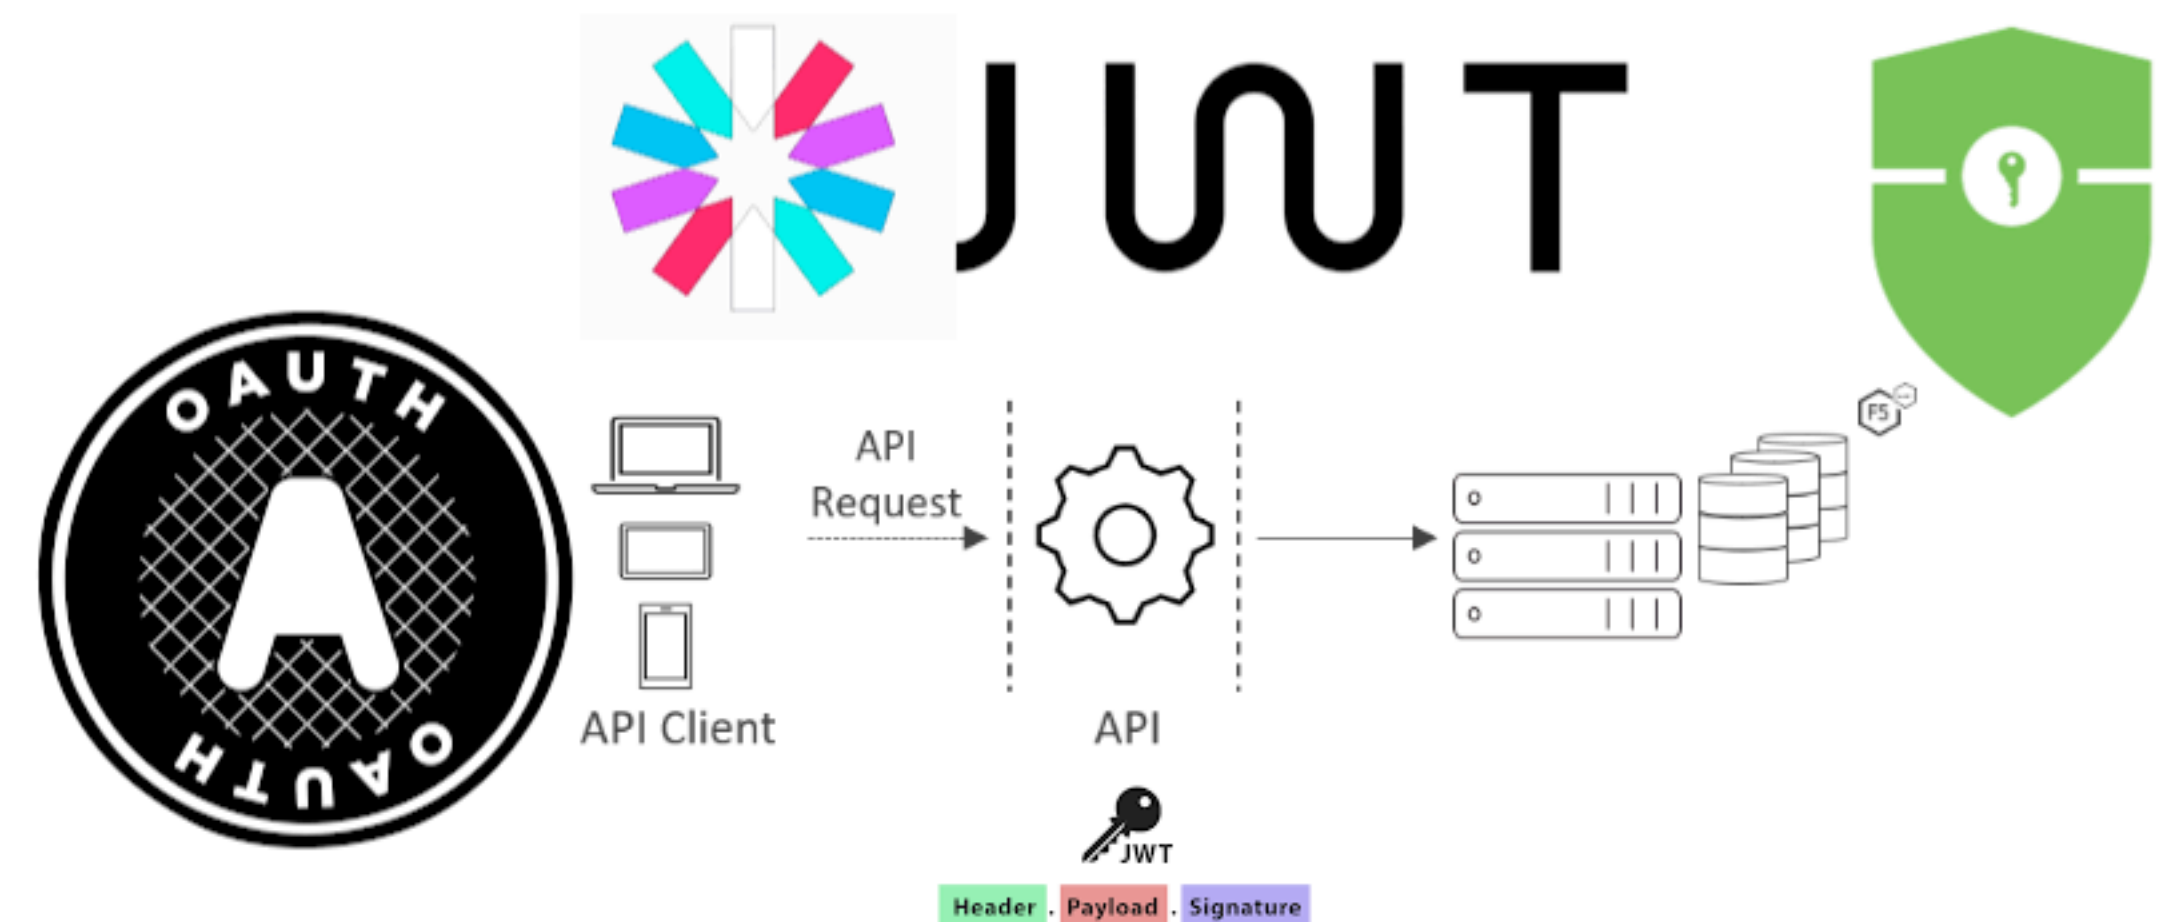 JWT
OAUTH
API
Request
F5
API Client
API
OAUTH
JWT
Header . Payload . Signature